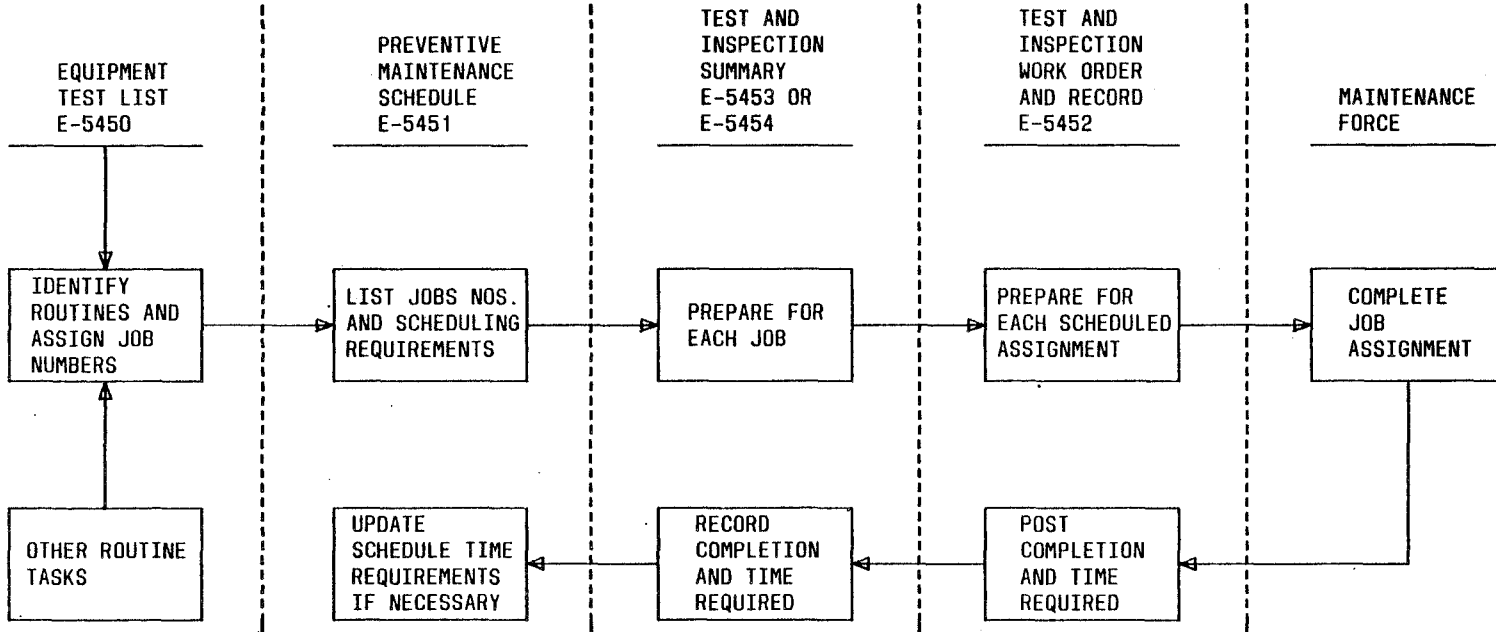 EQUIPMENT
TEST LIST
E-5450
PREVENTIVE
MAINTENANCE
SCHEDULE
E-5451
TEST AND
INSPECTION
SUMMARY
E-5453 OR
E-5454
TEST AND
INSPECTION
WORK ORDER
AND RECORD
E-5452
MAINTENANCE
FORCE
IDENTIFY
ROUTINES AND
ASSIGN JOB
NUMBERS
LIST JOBS NOS.
AND SCHEDULING
REQUIREMENTS
PREPARE FOR
EACH JOB
PREPARE FOR
EACH SCHEDULED
ASSIGNMENT
COMPLETE
JOB
ASSIGNMENT
OTHER ROUTINE
TASKS
UPDATE
SCHEDULE TIME
REQUIREMENTS
IF NECESSARY
RECORD
COMPLETION
AND TIME
REQUIRED
POST
COMPLETION
AND TIME
REQUIRED